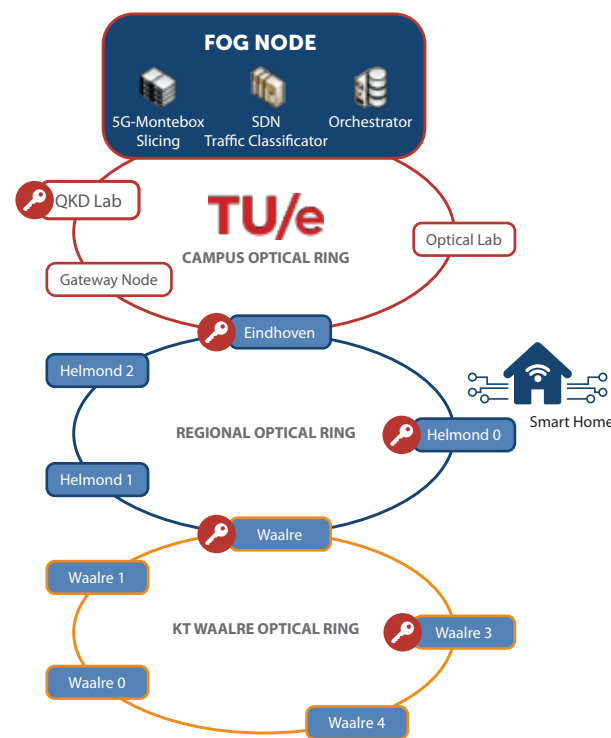 FOG NODE
5G-Montebox
Slicing
SDN
Traffic Classificator
Orchestrator
QKD Lab
TU/e
CAMPUS OPTICAL RING
Optical Lab
Gateway Node
Eindhoven
Helmond 2
Smart Home
REGIONAL OPTICAL RING
Helmond 0
Helmond 1
Waalre
Waalre 1
KT WAALRE OPTICAL RING
Waalre 3
Waalre 0
Waalre 4